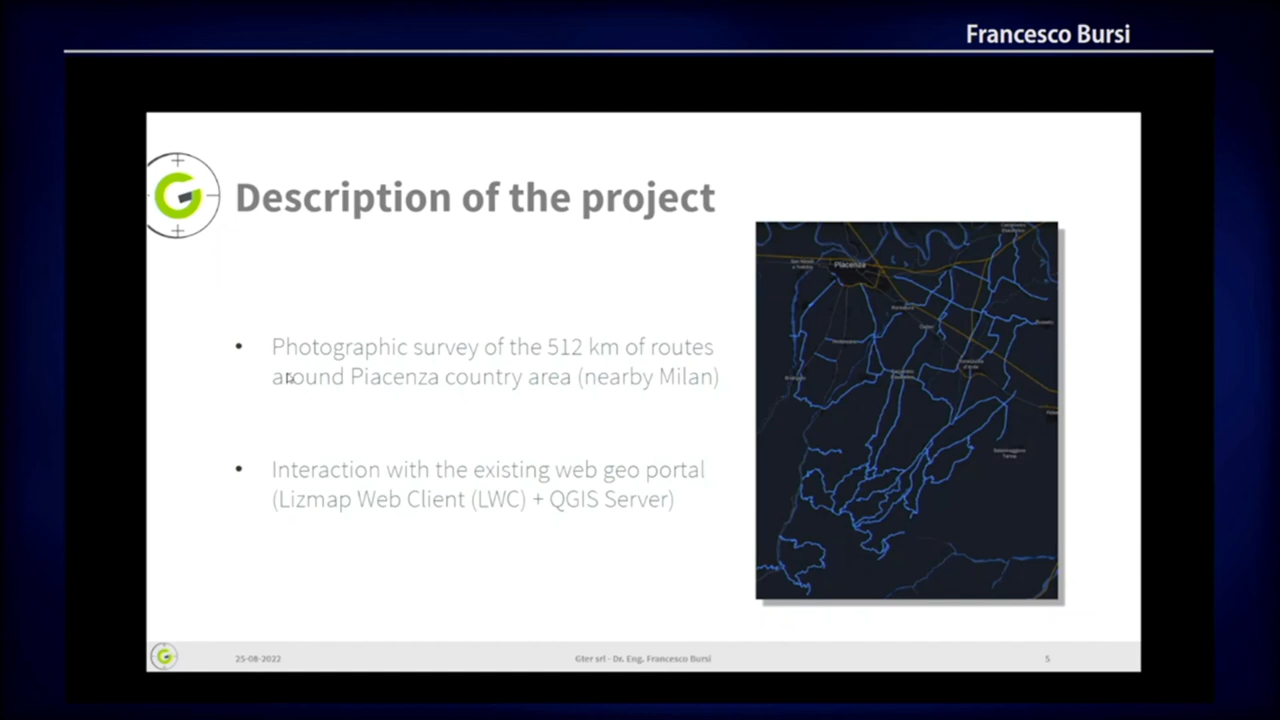 Francesco Bursi
Description of the project
Piacenza
• Photographic survey of the 512 km of routes
around Piacenza country area (nearby Milan)
• Interaction with the existing web geo portal
(Lizmap Web Client (LWC) + QGIS Server)
25-08-2022
Gter srl - Dr. Eng. Francesco Bursi
5